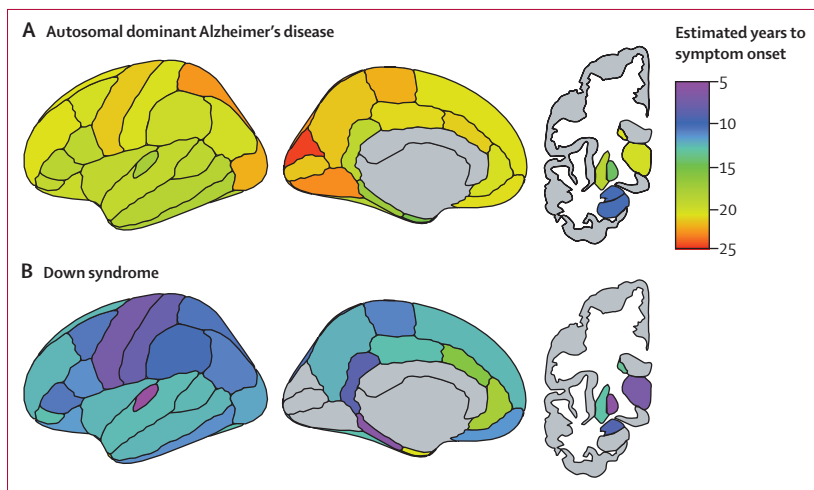 A Autosomal dominant Alzheimer's disease
Estimated years to
symptom onset
5
10
15
20
25
B Down syndrome